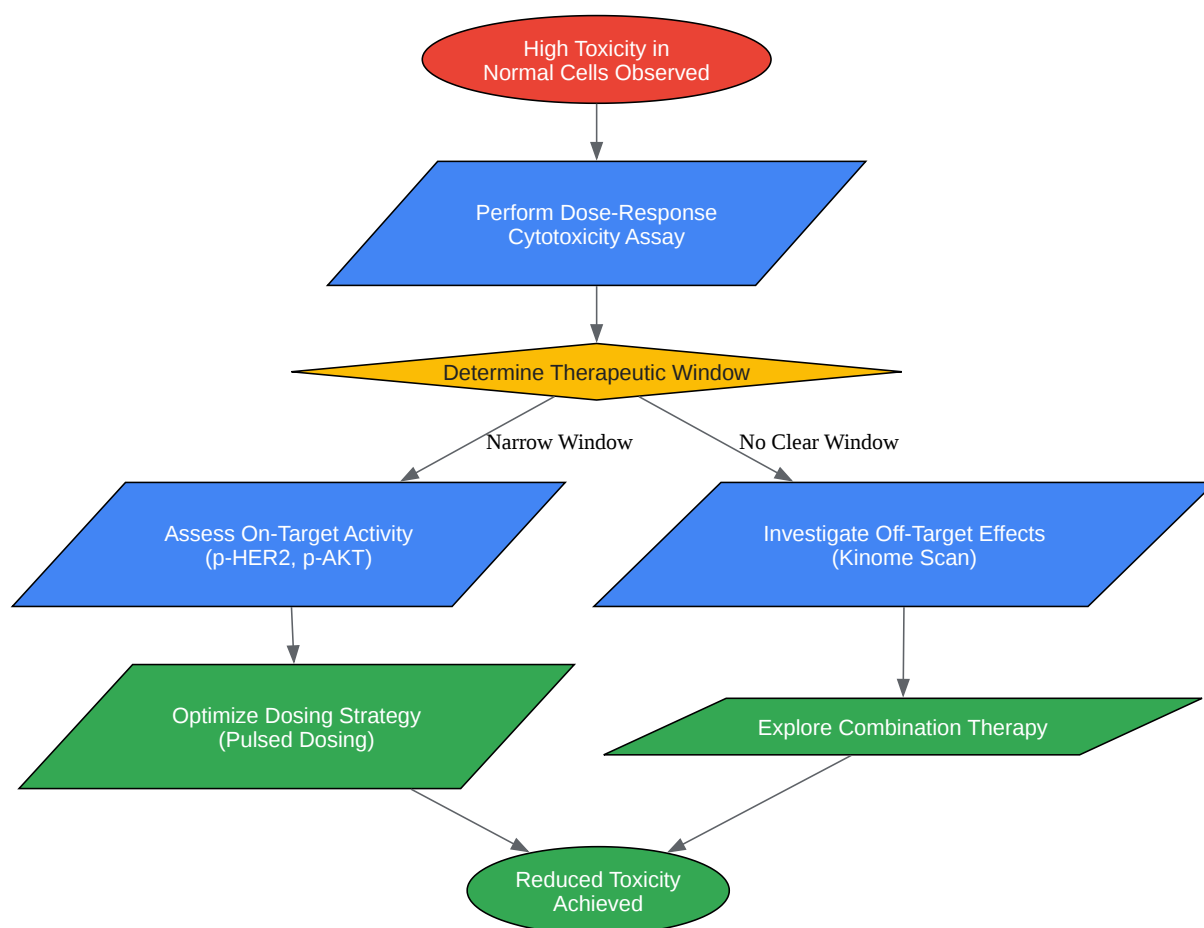 High Toxicity in
Normal Cells Observed
Perform Dose-Response
Cytotoxicity Assay
Determine Therapeutic Window
Narrow Window
No Clear Window
Assess On-Target Activity
(p-HER2, p-AKT)
Investigate Off-Target Effects
(Kinome Scan)
Optimize Dosing Strategy
(Pulsed Dosing)
Explore Combination Therapy
Reduced Toxicity
Achieved